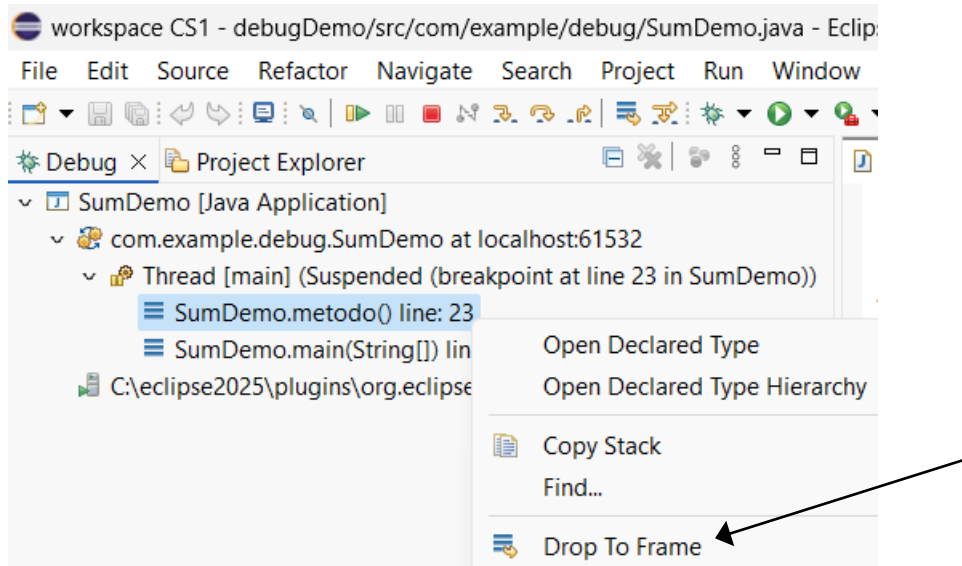 workspace CS1 - debugDemo/src/com/example/debug/SumDemo.java - Eclip
File Edit Source Refactor Navigate Search Project Run Window
Debug Project Explorer
SumDemo [Java Application]
com.example.debug.SumDemo at localhost:61532
Thread [main] (Suspended (breakpoint at line 23 in SumDemo))
SumDemo.metodo() line: 23
SumDemo.main(String[]) lin
C:\eclipse2025\plugins\org.eclipse
Open Declared Type
Open Declared Type Hierarchy
Copy Stack
Find...
Drop To Frame